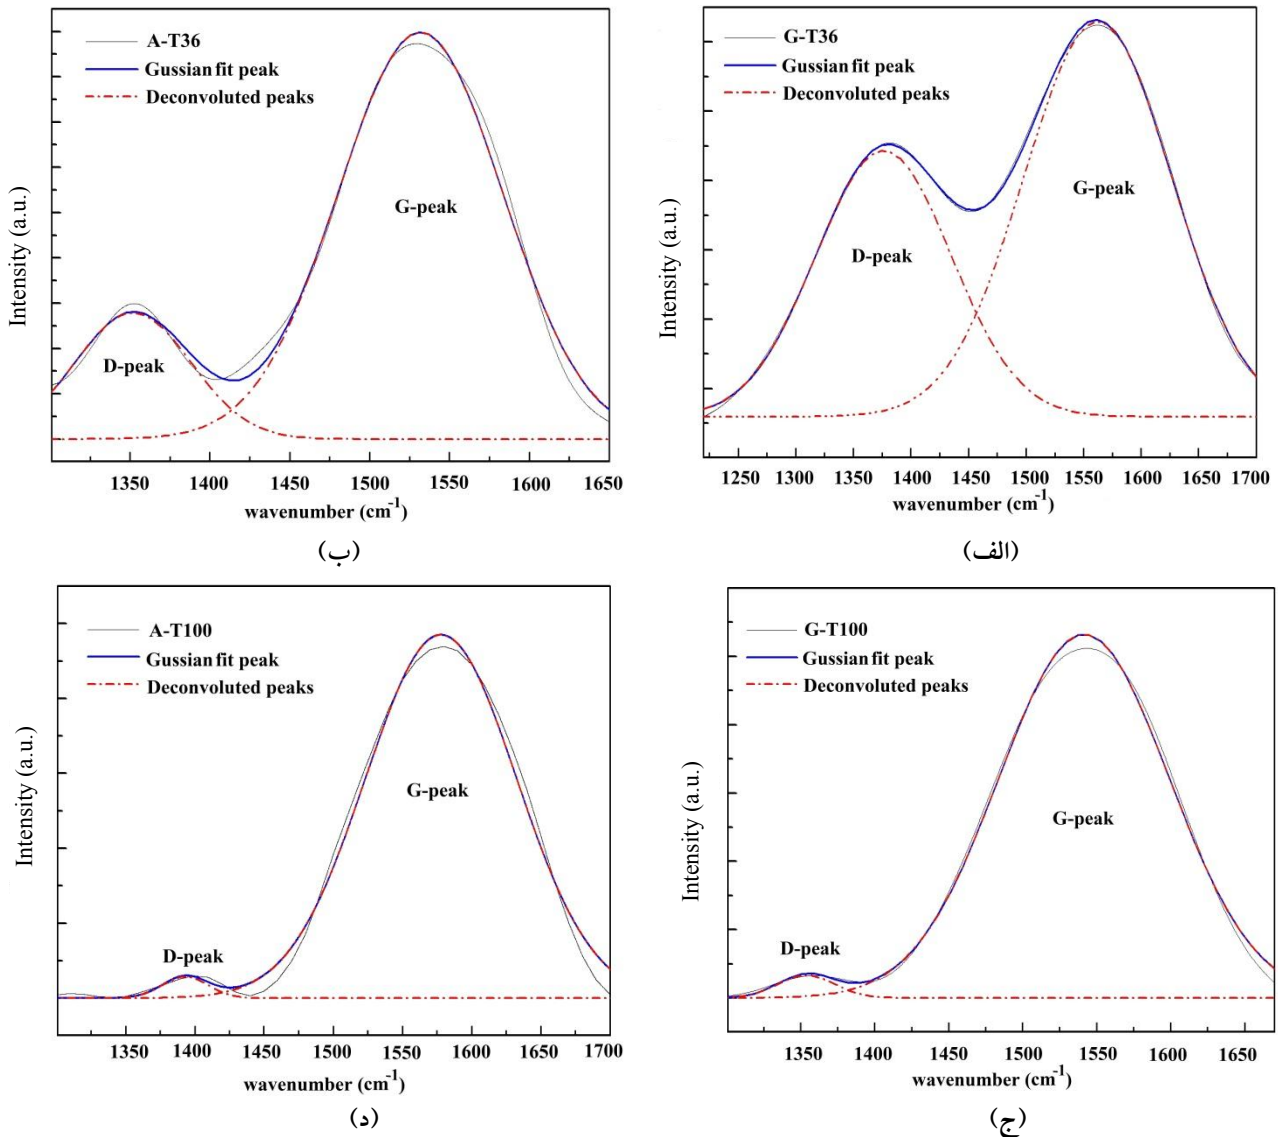 A-T36
Gussian fit peak
Deconvoluted peaks
G-peak
D-peak
Intensity (a.u.)
1350 1400 1450 1500 1550 1600 1650
wavenumber (cm-1)
(ب)
G-T36
Gussian fit peak
Deconvoluted peaks
G-peak
D-peak
Intensity (a.u.)
1250 1300 1350 1400 1450 1500 1550 1600 1650 1700
wavenumber (cm-1)
(الف)
A-T100
Gussian fit peak
Deconvoluted peaks
G-peak
D-peak
Intensity (a.u.)
1350 1400 1450 1500 1550 1600 1650 1700
wavenumber (cm-1)
(د)
G-T100
Gussian fit peak
Deconvoluted peaks
G-peak
D-peak
Intensity (a.u.)
1350 1400 1450 1500 1550 1600 1650
wavenumber (cm-1)
(ج)